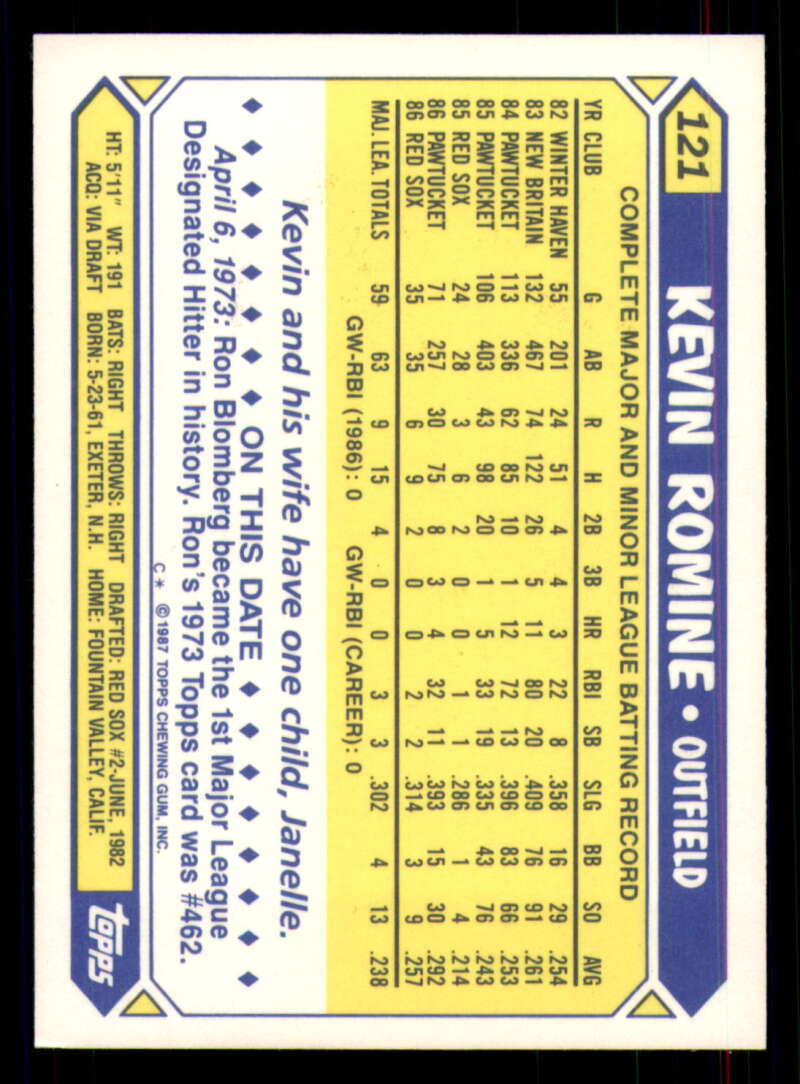 121
KEVIN ROMINE • OUTFIELD
COMPLETE MAJOR AND MINOR LEAGUE BATTING RECORD
YR CLUB G AB R H 2B 3B HR RBI SB SLG BB SO AVG
82 WINTER HAVEN 55 201 24 51 4 4 3 22 8 .358 16 29 .254
83 NEW BRITAIN 132 467 74 122 26 5 11 80 20 .409 76 91 .261
84 PAWTUCKET 113 336 62 85 10 1 12 72 13 .396 83 66 .253
85 PAWTUCKET 106 403 43 98 20 1 5 33 19 .335 43 76 .243
85 RED SOX 24 28 3 6 2 0 0 1 1 .286 1 4 .214
86 PAWTUCKET 71 257 30 75 8 3 4 32 11 .393 15 30 .292
86 RED SOX 35 35 6 9 2 0 0 2 2 .314 3 9 .257
MAJ. LEA. TOTALS 59 63 9 15 4 0 0 3 3 .302 4 13 .238
GW-RBI (1986): 0 GW-RBI (CAREER): 0
Kevin and his wife have one child, Janelle.
♦ ♦ ♦ ♦ ♦ ♦ ♦ ON THIS DATE ♦ ♦ ♦ ♦ ♦ ♦ ♦
April 6, 1973: Ron Blomberg became the 1st Major League
Designated Hitter in history. Ron's 1973 Topps card was #462.
C * © 1987 TOPPS CHEWING GUM, INC.
HT: 5'11" WT: 191 BATS: RIGHT THROWS: RIGHT DRAFTED: RED SOX #2-JUNE, 1982
ACQ: VIA DRAFT BORN: 5-23-61, EXETER, N.H. HOME: FOUNTAIN VALLEY, CALIF.
TOPPS